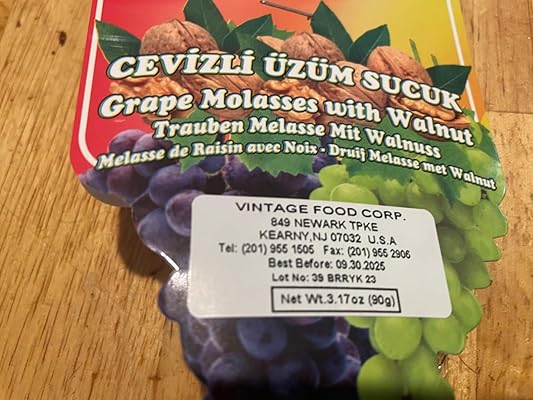 CEVİZLİ ÜZÜM SUCUK
Grape Molasses with Walnut
Trauben Melasse Mit Walnuss
Melasse de Raisin avec Noix - Druij Melasse met Walnut
VINTAGE FOOD CORP.
849 NEWARK TPKE
KEARNY,NJ 07032 U.S.A
Tel: (201) 955 1505 Fax: (201) 955 2906
Best Before: 09.30.2025
Lot No: 39 BRRYK 23
Net Wt.3.17oz (90g)